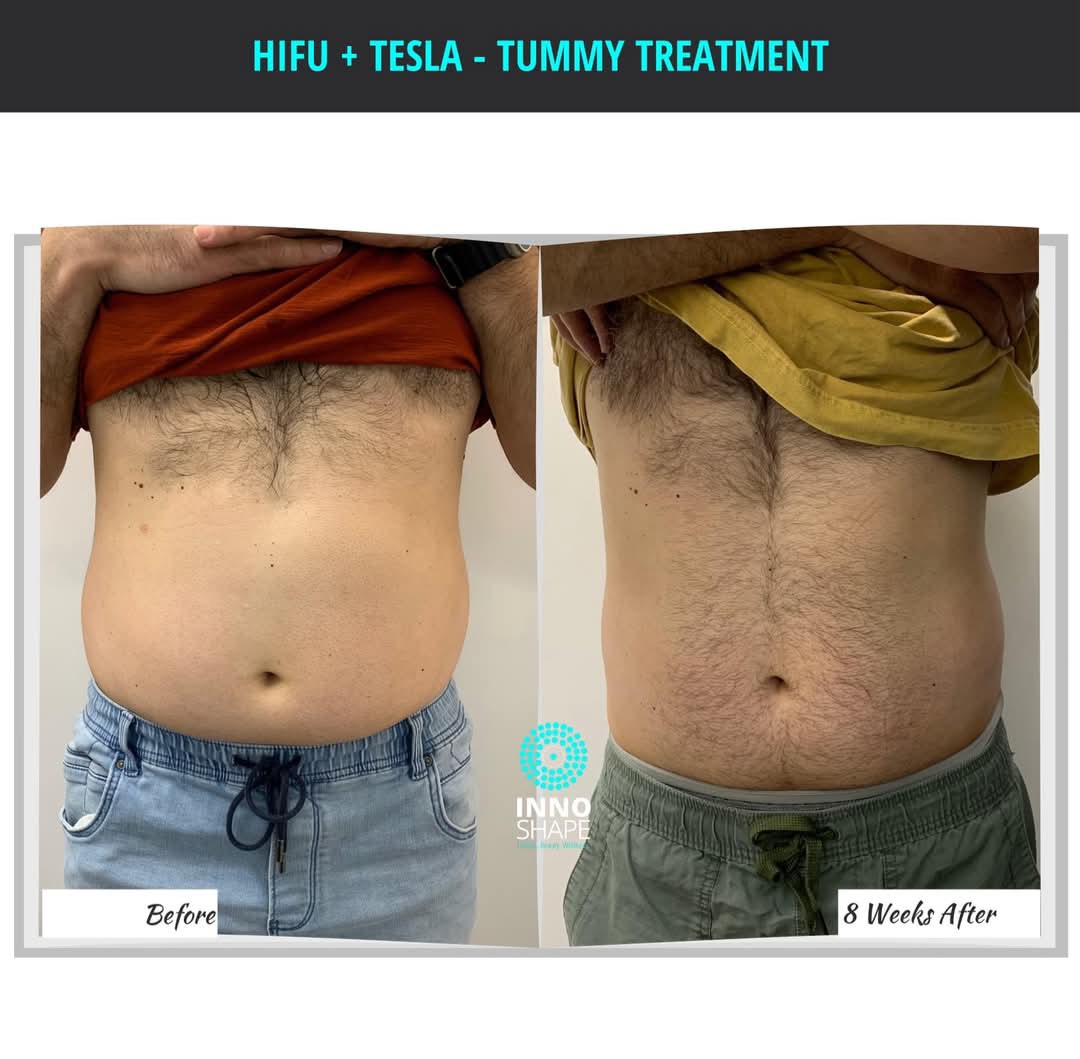 HIFU + TESLA - TUMMY TREATMENT
INNO
SHAPE
Before
8 Weeks After